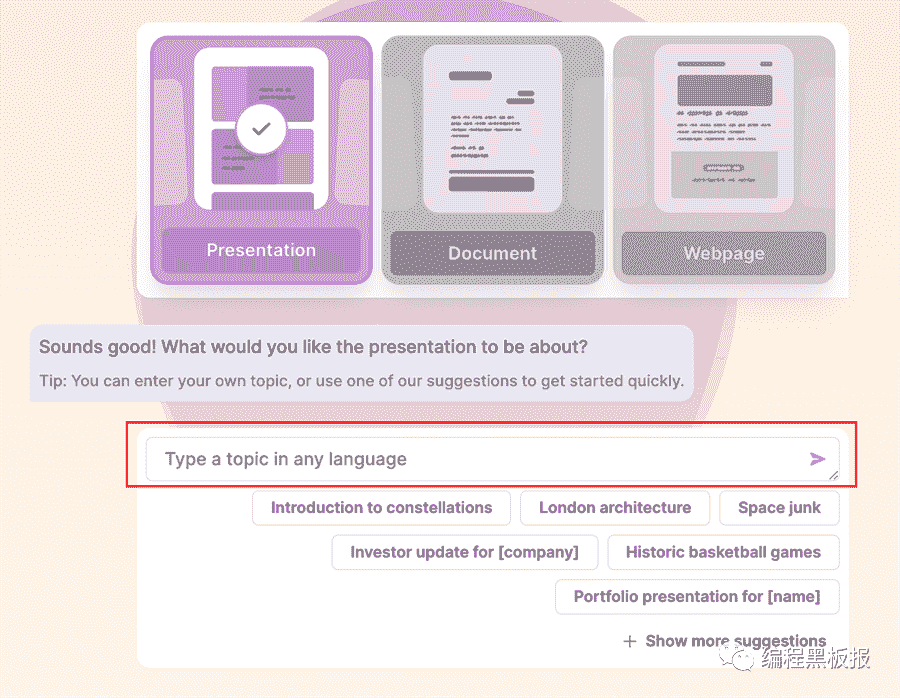 Presentation
Document
Webpage
Sounds good! What would you like the presentation to be about?
Tip: You can enter your own topic, or use one of our suggestions to get started quickly.
Type a topic in any language
Introduction to constellations
London architecture
Space junk
Investor update for [company]
Historic basketball games
Portfolio presentation for [name]
+ Show more suggestions
编程黑板报